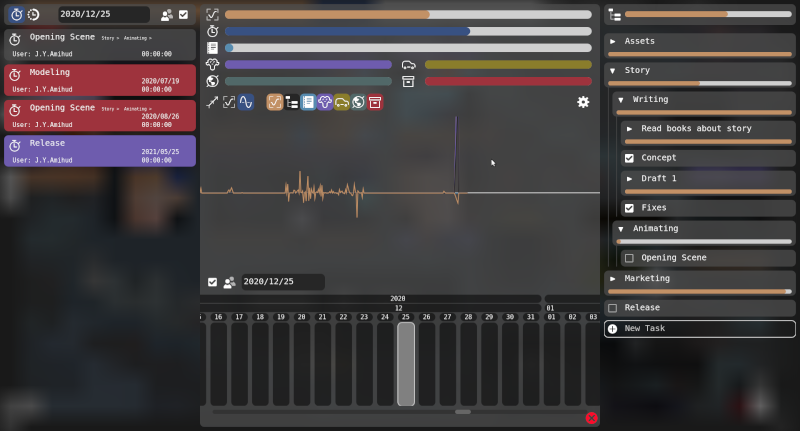 2020/12/25
Opening Scene Story > Animating >
User: J.Y.Amihud 00:00:00
Modeling
2020/07/19
User: J.Y.Amihud 00:00:00
Opening Scene Story > Animating >
2020/08/26
User: J.Y.Amihud 00:00:00
Release
2021/05/25
User: J.Y.Amihud 00:00:00
2020/12/25
2020
12 01
16 17 18 19 20 21 22 23 24 25 26 27 28 29 30 31 01 02 03
Assets
Story
Writing
Read books about story
Concept
Draft 1
Fixes
Animating
Opening Scene
Marketing
Release
New Task